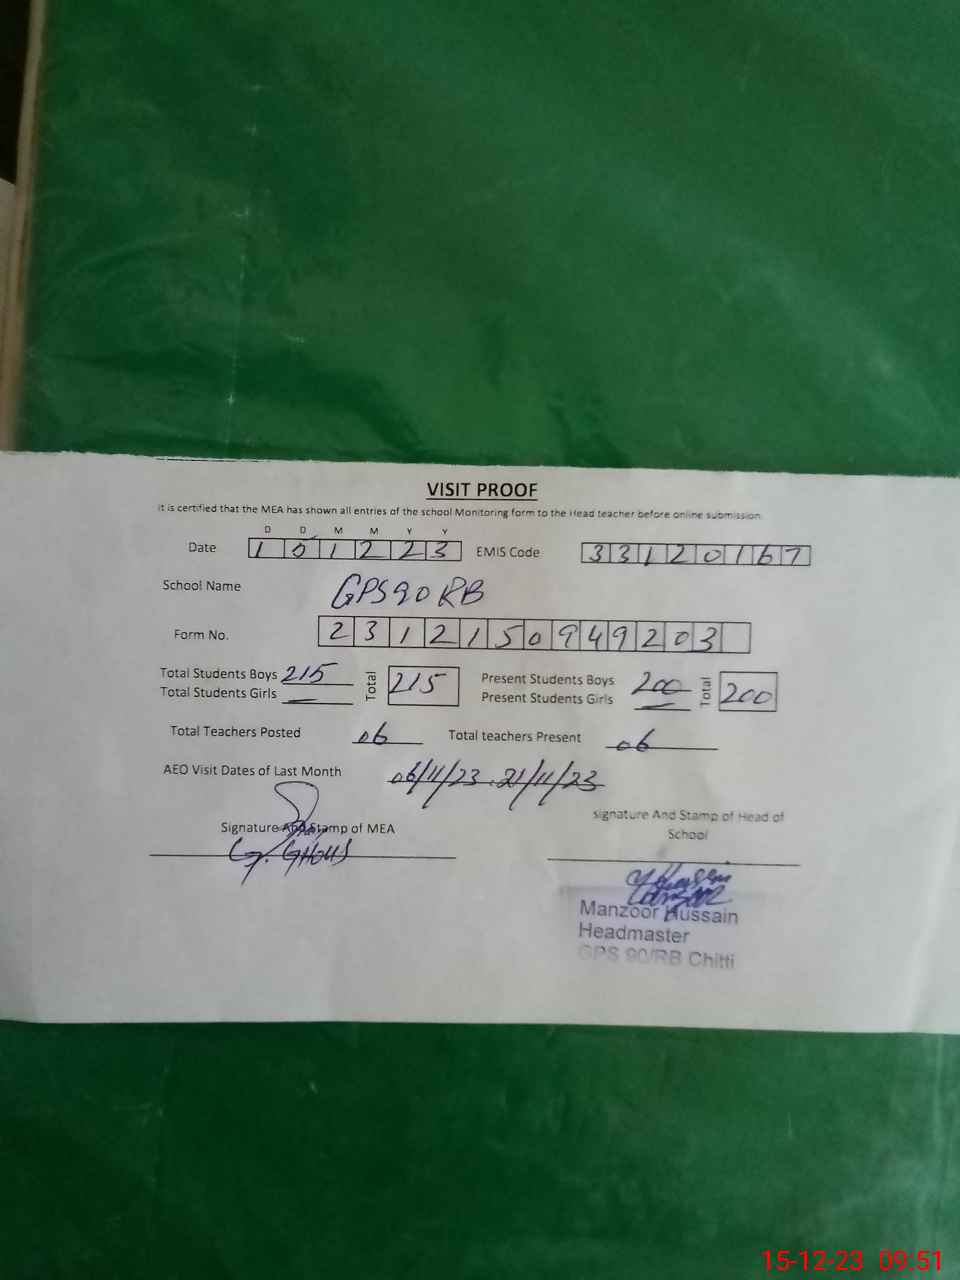 VISIT PROOF
It is certified that the MEA has shown all entries of the school Monitoring form to the Head teacher before online submission.
D D M M Y Y
Date 1 0 1 2 2 3 EMIS Code 3 3 1 2 0 1 6 7
School Name GPS 90 RB
Form No. 2 3 1 2 1 5 0 9 4 9 2 0 3
Total Students Boys 215 Total 215 Present Students Boys 200 Total 200
Total Students Girls — Present Students Girls —
Total Teachers Posted 06 Total teachers Present 06
AEO Visit Dates of Last Month 06/11/23 . 21/11/23
Signature And Stamp of MEA
G. GHOUS
signature And Stamp of Head of
School
Manzoor Hussain
Headmaster
GPS 90/RB Chitti
15-12-23 09:51